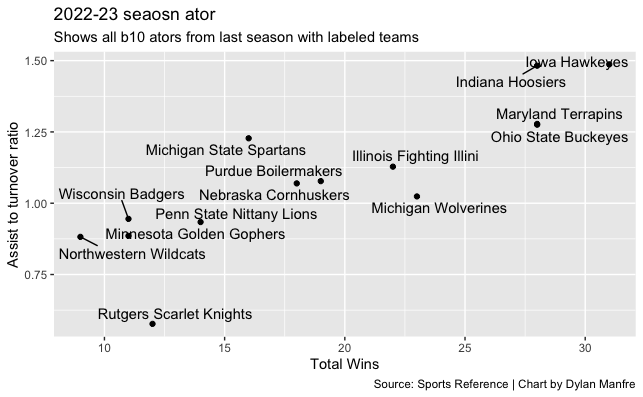 2022-23 seaosn ator
Shows all b10 ators from last season with labeled teams
1.50
Iowa Hawkeyes
Indiana Hoosiers
Maryland Terrapins
1.25
Ohio State Buckeyes
Michigan State Spartans
Illinois Fighting Illini
Purdue Boilermakers
Wisconsin Badgers
Nebraska Cornhuskers
1.00
Michigan Wolverines
Penn State Nittany Lions
Minnesota Golden Gophers
Northwestern Wildcats
0.75
Rutgers Scarlet Knights
Assist to turnover ratio
10 15 20 25 30
Total Wins
Source: Sports Reference | Chart by Dylan Manfre